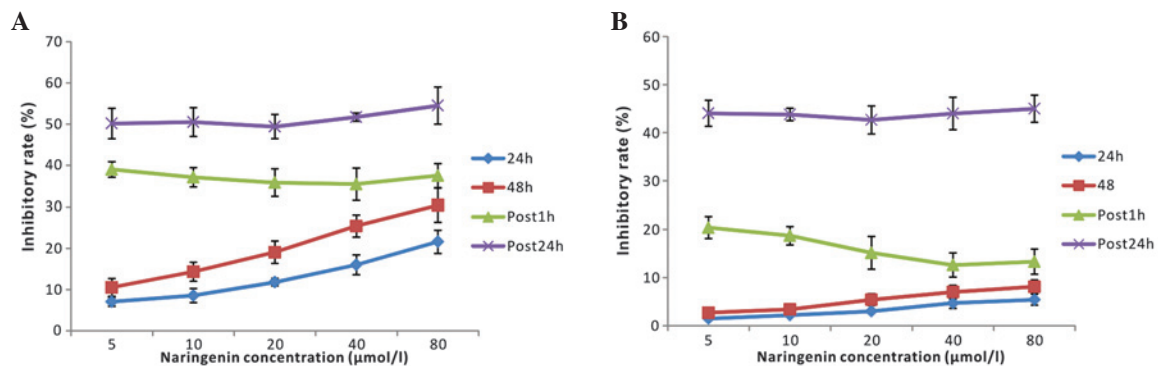 A
70
60
50
40
30
20
10
0
Inhibitory rate (%)
5 10 20 40 80
Naringenin concentration (μmol/l)
24h
48h
Post1h
Post24h
B
60
50
40
30
20
10
0
Inhibitory rate (%)
5 10 20 40 80
Naringenin concentration (μmol/l)
24h
48
Post1h
Post24h